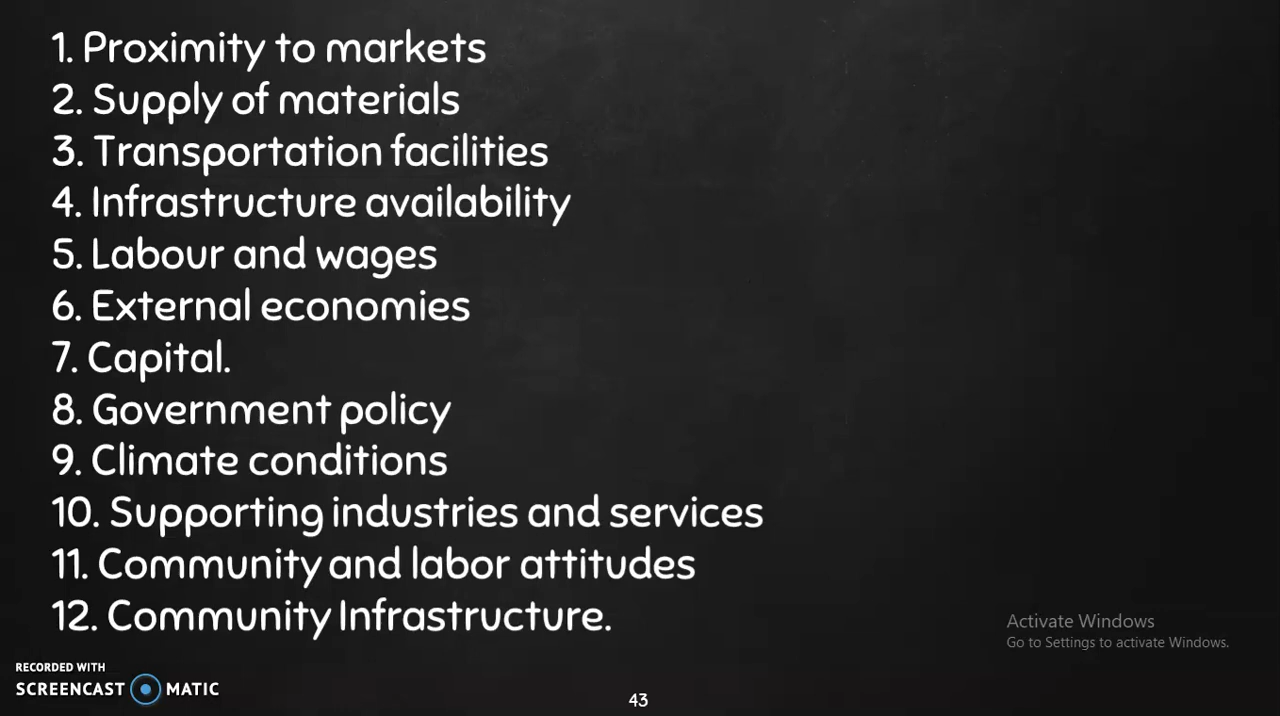 1. Proximity to markets
2. Supply of materials
3. Transportation facilities
4. Infrastructure availability
5. Labour and wages
6. External economies
7. Capital.
8. Government policy
9. Climate conditions
10. Supporting industries and services
11. Community and labor attitudes
12. Community Infrastructure.
Activate Windows
Go to Settings to activate Windows.
RECORDED WITH
SCREENCAST MATIC
43